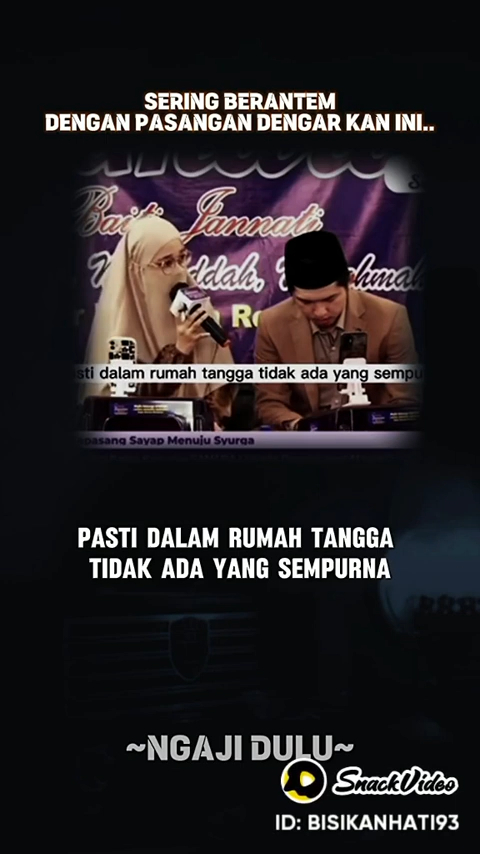 SERING BERANTEM
DENGAN PASANGAN DENGAR KAN INI..
Baiti Jannati
sti dalam rumah tangga tidak ada yang sempu
pasang Sayap Menuju Syurga
PASTI DALAM RUMAH TANGGA
TIDAK ADA YANG SEMPURNA
~NGAJI DULU~
SnackVideo
ID: BISIKANHATI93